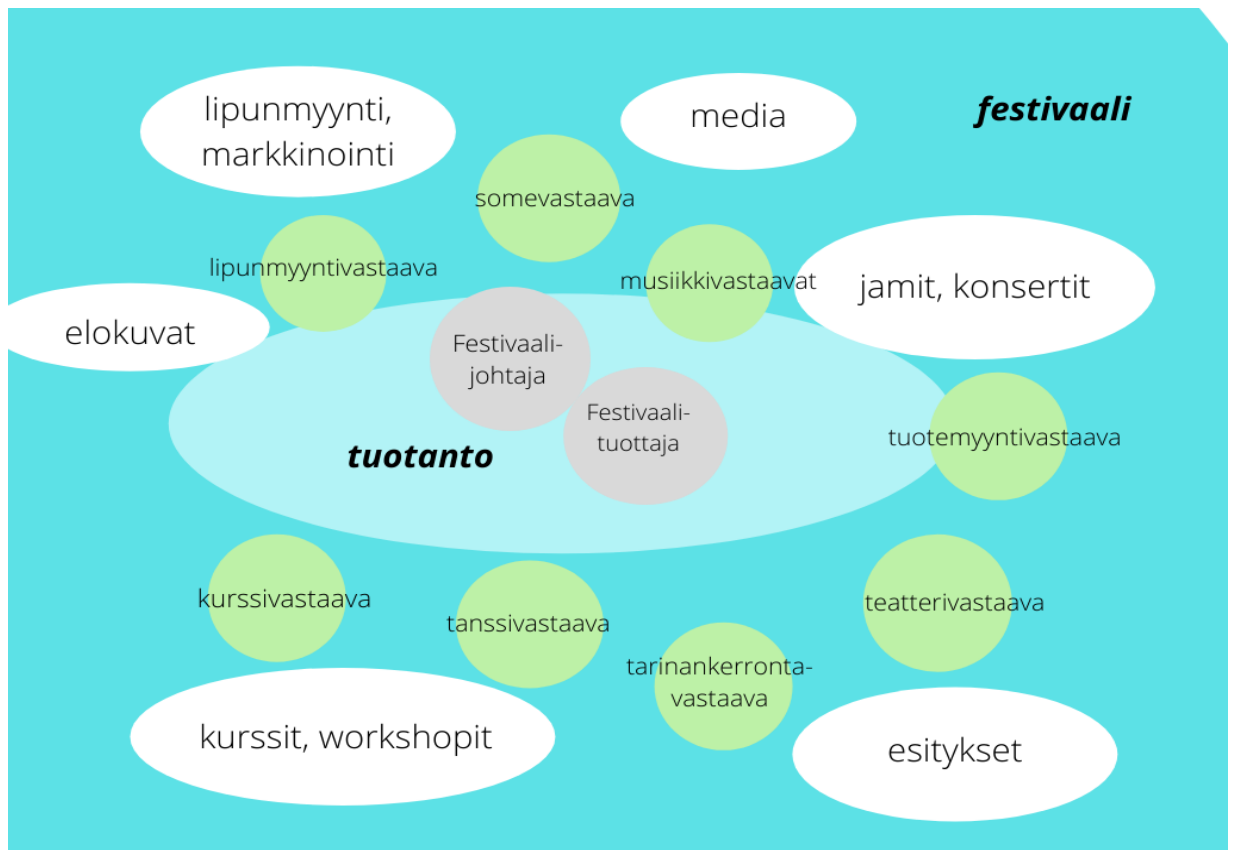 lipunmyynti,
markkinointi
media
festivaali
somevastaava
lipunmyyntivastaava
musiikkivastaavat
jamit, konsertit
elokuvat
Festivaali-
johtaja
Festivaali-
tuottaja
tuotanto
tuotemyyntivastaava
kurssivastaava
tanssivastaava
teatterivastaava
tarinankerronta-
vastaava
kurssit, workshopit
esitykset